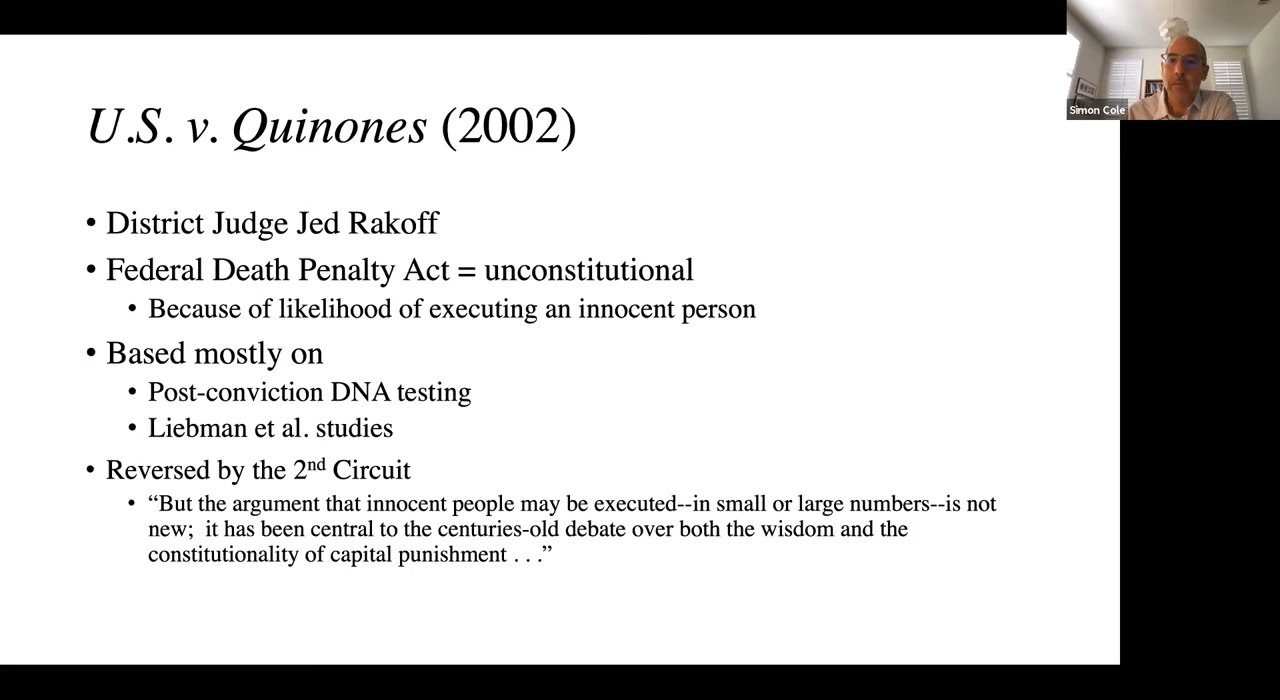 Simon Cole
U.S. v. Quinones (2002)
• District Judge Jed Rakoff
• Federal Death Penalty Act = unconstitutional
• Because of likelihood of executing an innocent person
• Based mostly on
• Post-conviction DNA testing
• Liebman et al. studies
• Reversed by the 2nd Circuit
• “But the argument that innocent people may be executed--in small or large numbers--is not
new;  it has been central to the centuries-old debate over both the wisdom and the
constitutionality of capital punishment . . .”